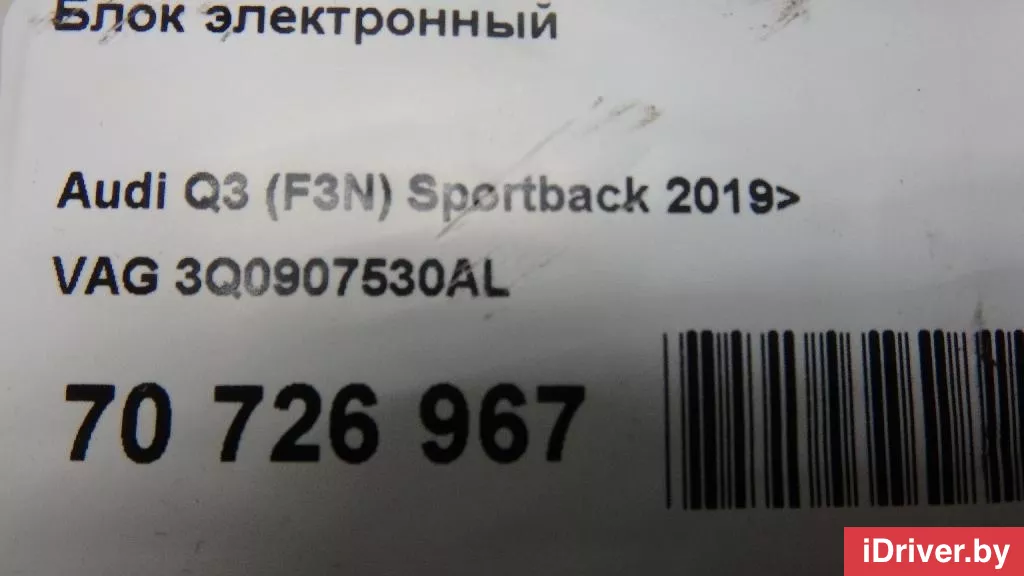 Блок электронный
Audi Q3 (F3N) Sportback 2019>
VAG 3Q0907530AL
70 726 967
iDriver.by